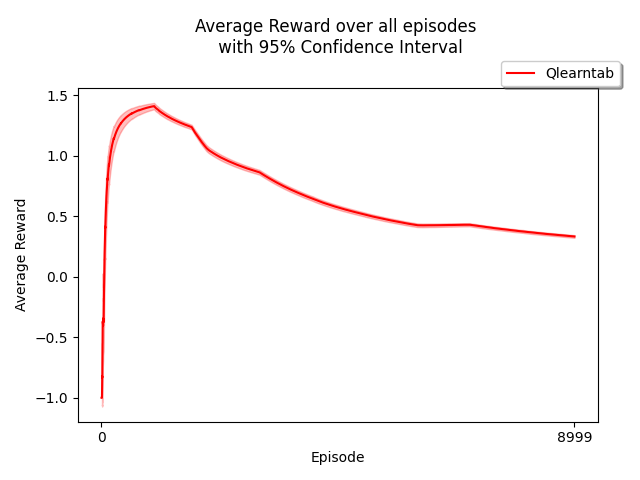 Average Reward over all episodes
with 95% Confidence Interval
Qlearntab
1.5
1.0
0.5
0.0
−0.5
−1.0
Average Reward
0
8999
Episode